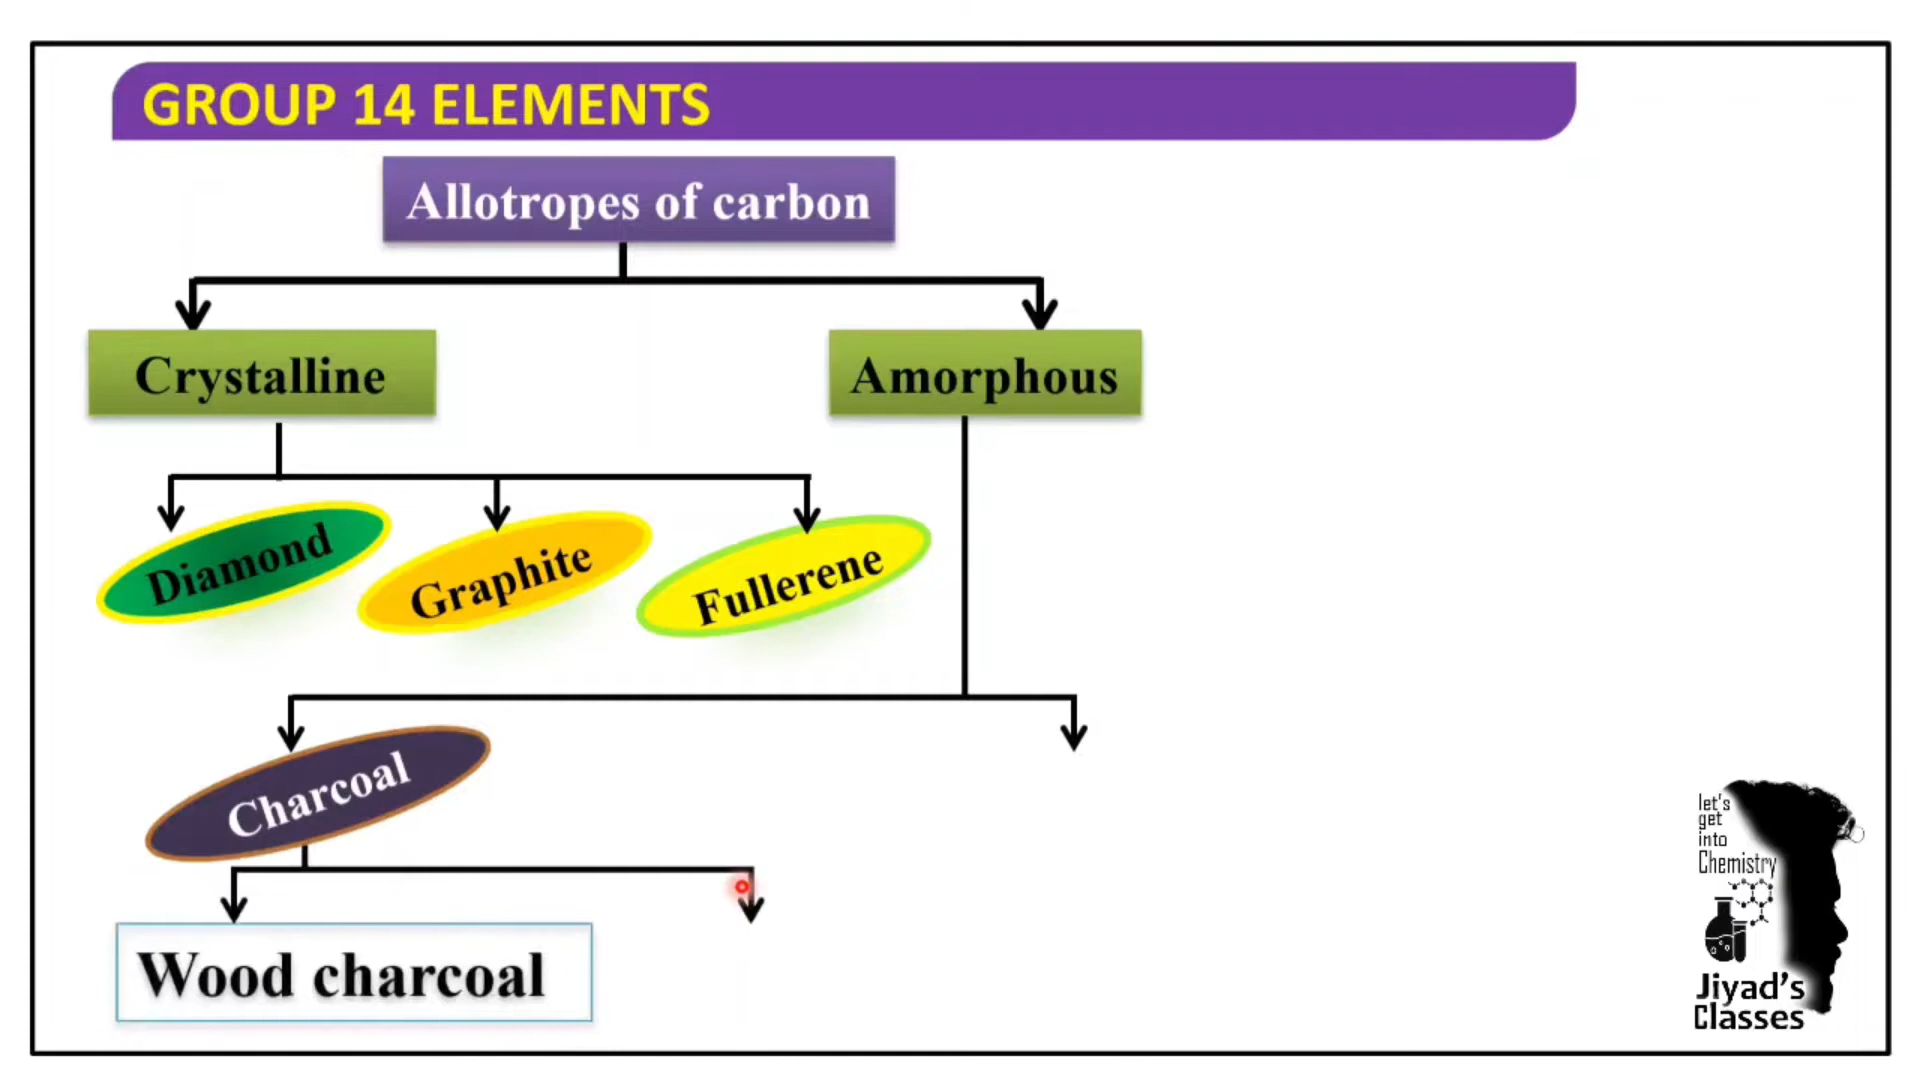 GROUP 14 ELEMENTS
Allotropes of carbon
Crystalline
Amorphous
Diamond
Graphite
Fullerene
Charcoal
Wood charcoal
let's
get
into
Chemistry
Jiyad's
Classes